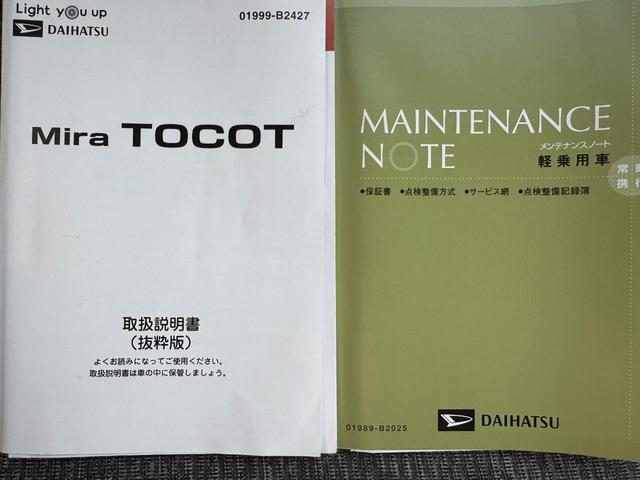 Light you up
DAIHATSU
01999-B2427
Mira TOCOT
取扱説明書
（抜粋版）
よくお読みになってご使用ください。
取扱説明書は車の中に保管しましょう。
MAINTENANCE
NOTE
メンテナンスノート
軽乗用車
●保証書 ●点検整備方式 ●サービス網 ●点検整備記録簿
常時
携行
01989-B2025
DAIHATSU